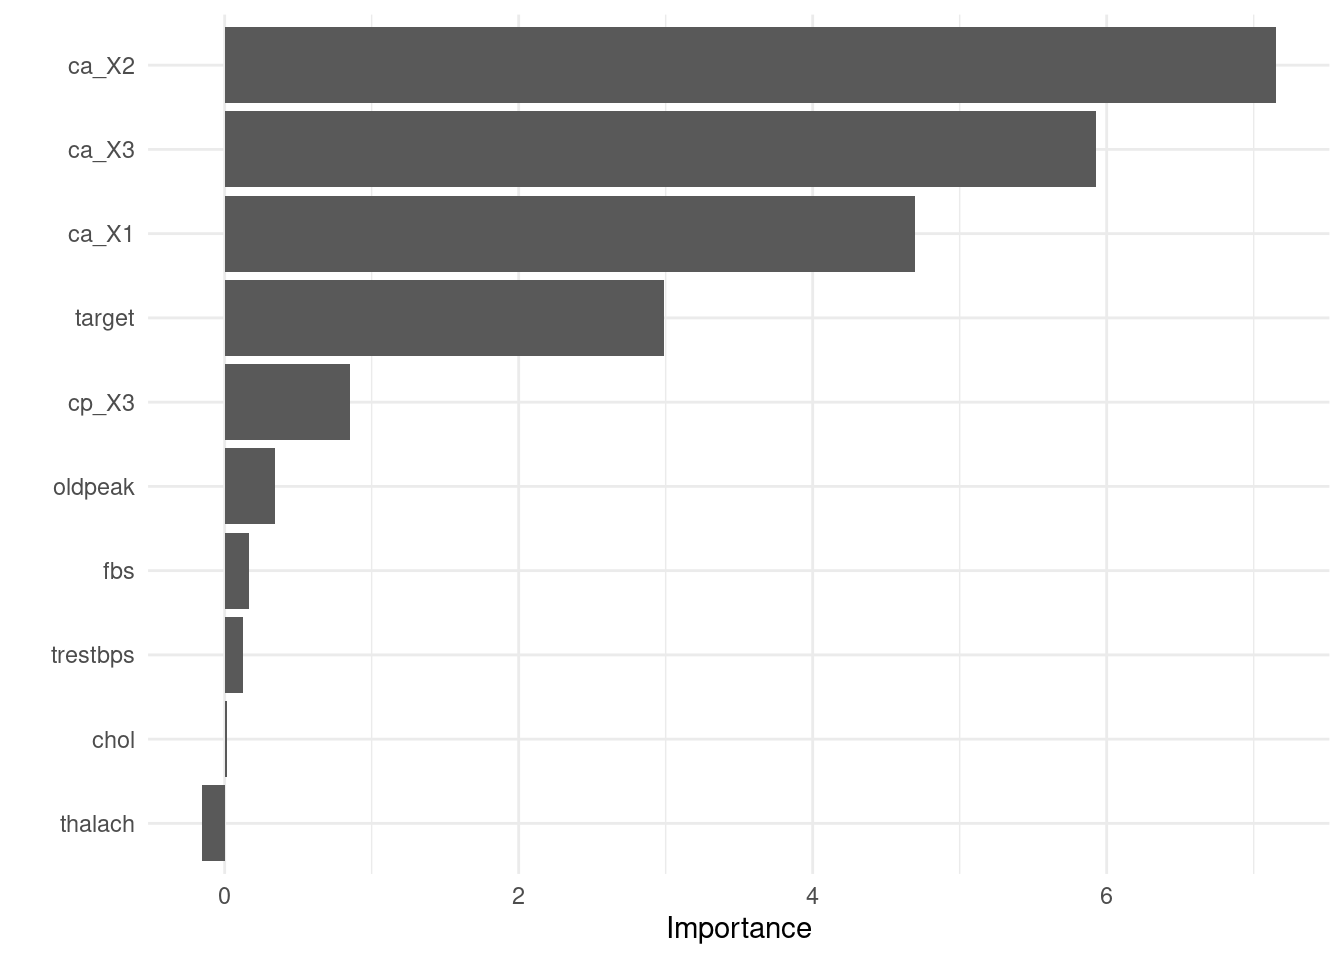 ca_X2
ca_X3
ca_X1
target
cp_X3
oldpeak
fbs
trestbps
chol
thalach
0 2 4 6
Importance